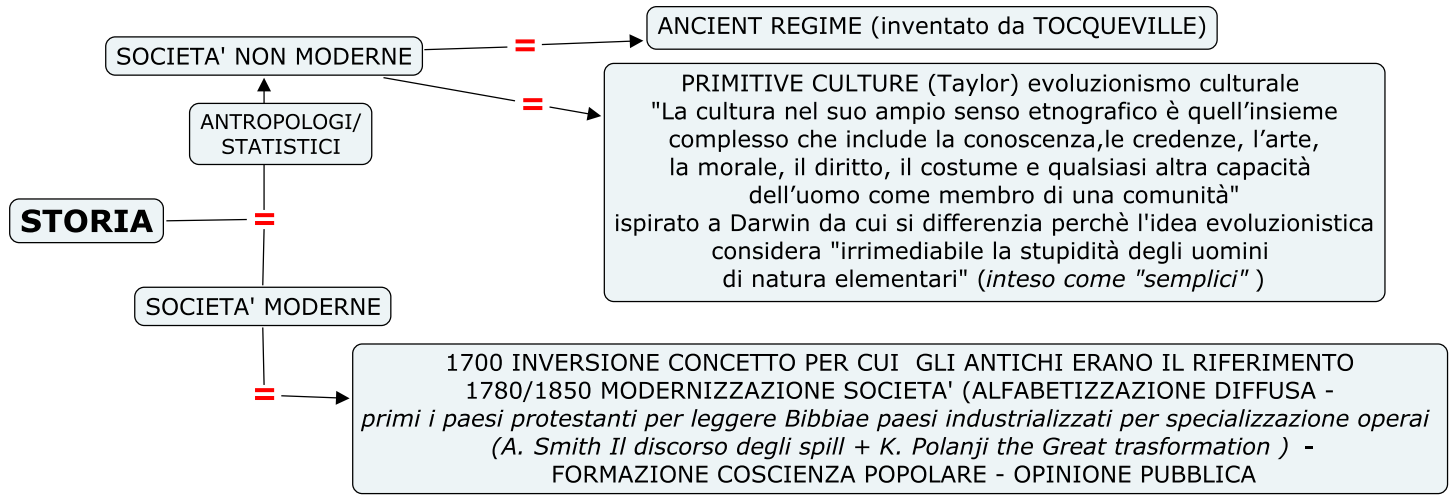 ANCIENT REGIME (inventato da TOCQUEVILLE)
SOCIETA' NON MODERNE
=
=
PRIMITIVE CULTURE (Taylor) evoluzionismo culturale
"La cultura nel suo ampio senso etnografico è quell’insieme
complesso che include la conoscenza,le credenze, l’arte,
la morale, il diritto, il costume e qualsiasi altra capacità
dell’uomo come membro di una comunità"
ispirato a Darwin da cui si differenzia perchè l'idea evoluzionistica
considera "irrimediabile la stupidità degli uomini
di natura elementari" (inteso come "semplici" )
ANTROPOLOGI/
STATISTICI
STORIA
=
SOCIETA' MODERNE
=
1700 INVERSIONE CONCETTO PER CUI  GLI ANTICHI ERANO IL RIFERIMENTO
1780/1850 MODERNIZZAZIONE SOCIETA' (ALFABETIZZAZIONE DIFFUSA -
primi i paesi protestanti per leggere Bibbiae paesi industrializzati per specializzazione operai
(A. Smith Il discorso degli spill + K. Polanji the Great trasformation )  -
FORMAZIONE COSCIENZA POPOLARE - OPINIONE PUBBLICA